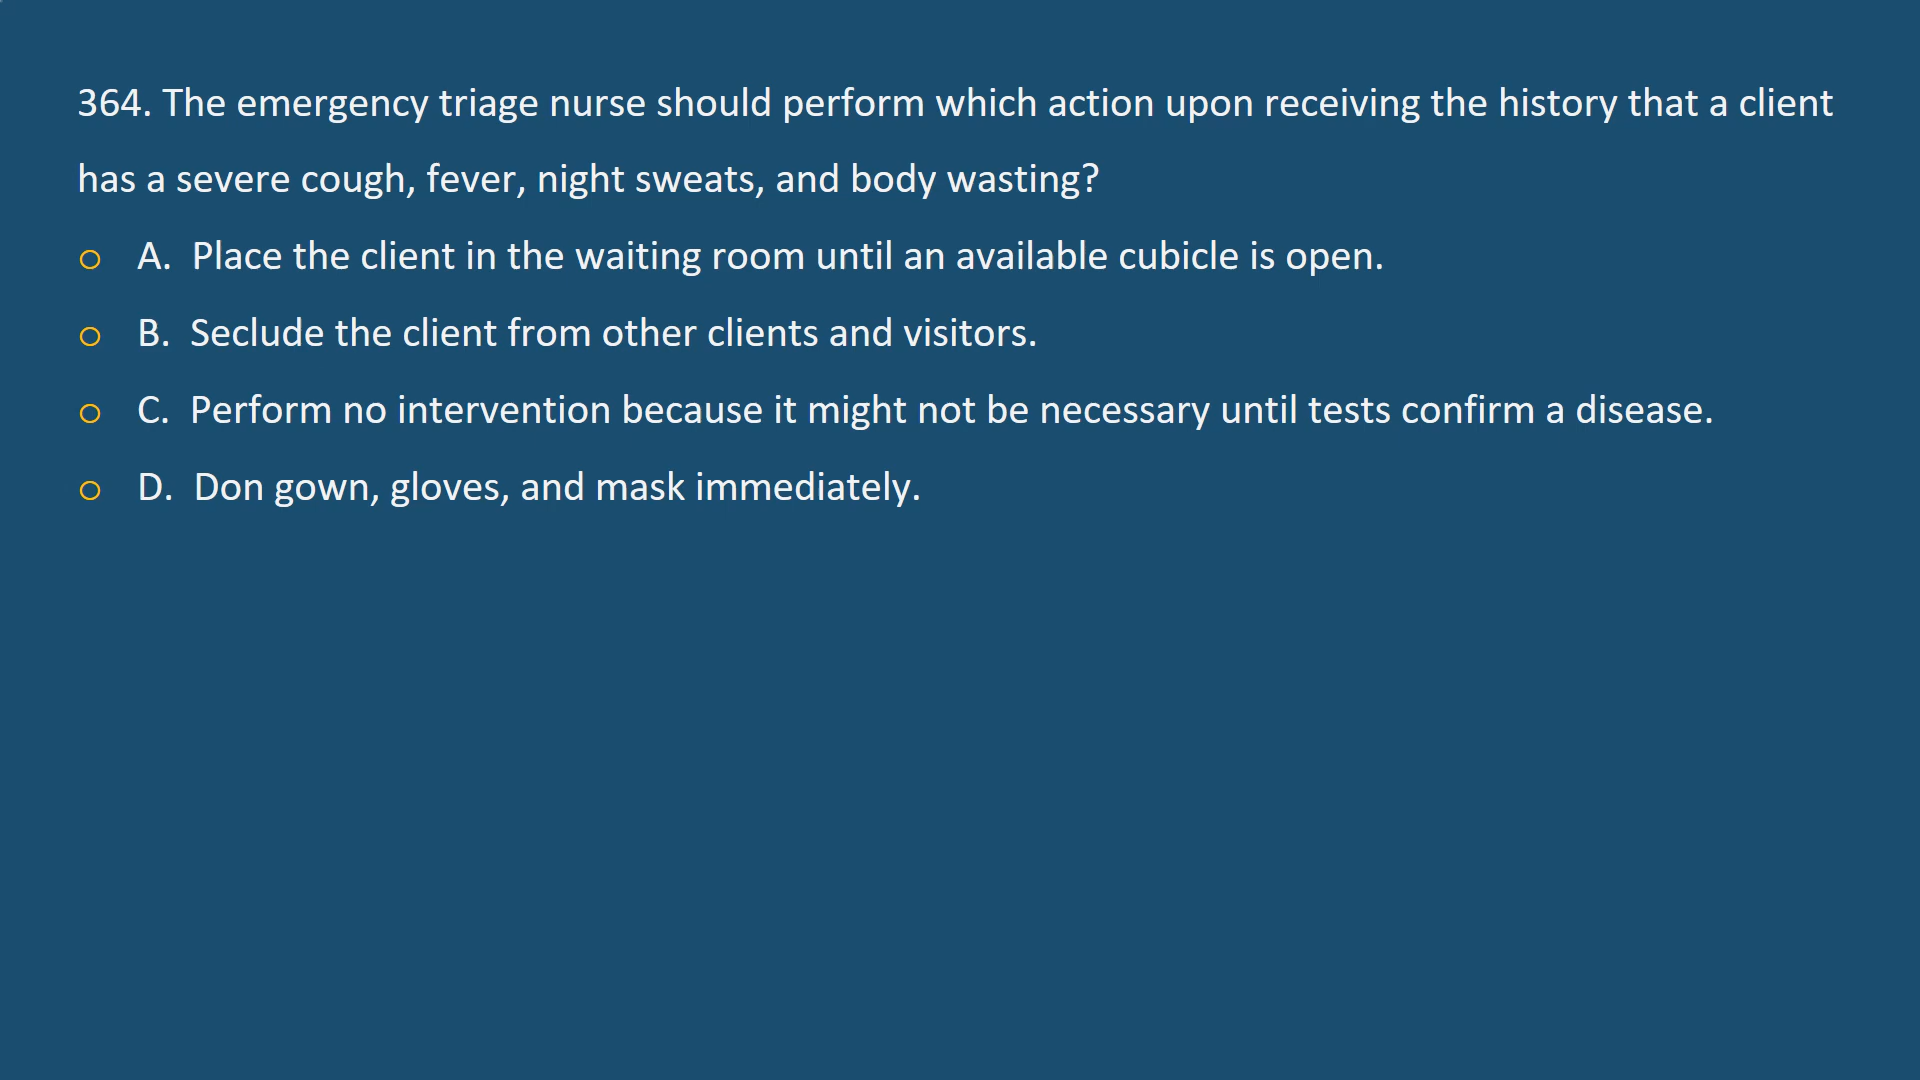 364. The emergency triage nurse should perform which action upon receiving the history that a client
has a severe cough, fever, night sweats, and body wasting?
A. Place the client in the waiting room until an available cubicle is open.
B. Seclude the client from other clients and visitors.
C. Perform no intervention because it might not be necessary until tests confirm a disease.
D. Don gown, gloves, and mask immediately.